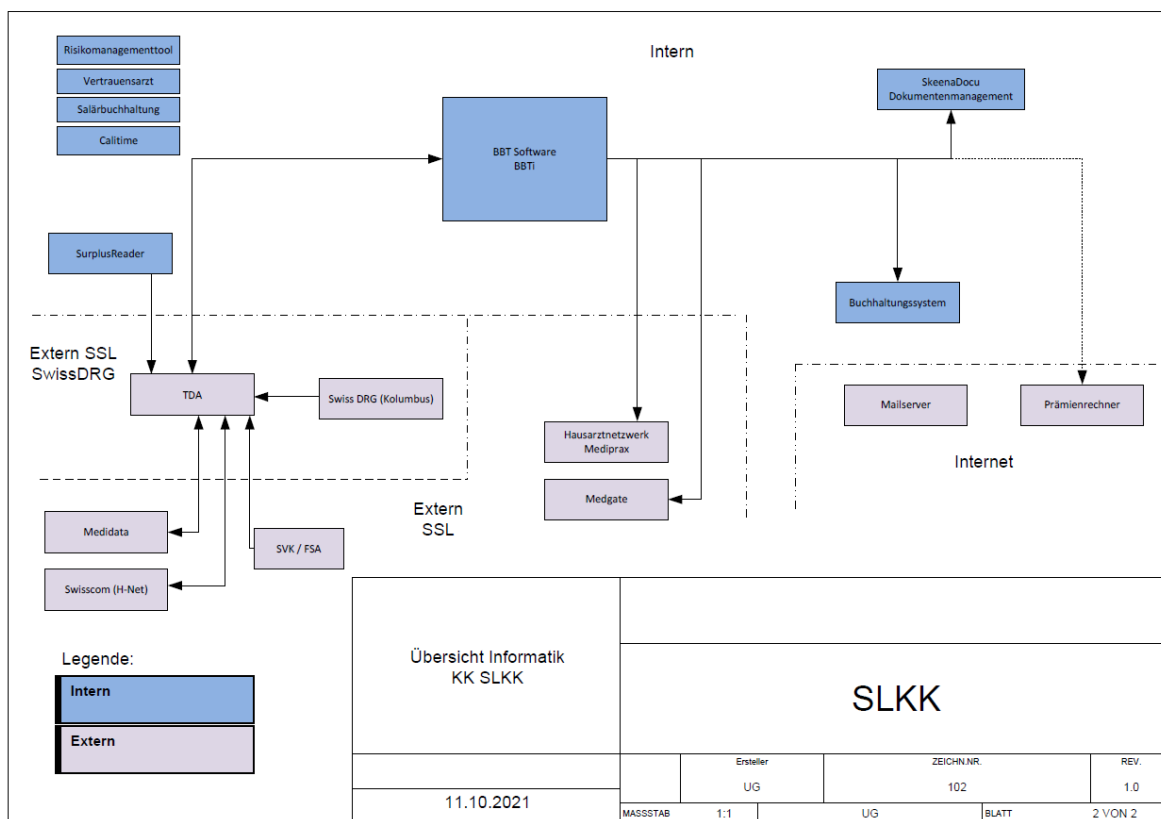 Risikomanagementtool
Vertrauensarzt
Salärbuchhaltung
Calitime
Intern
SkeenaDocu
Dokumentenmanagement
BBT Software
BBTi
SurplusReader
Buchhaltungssystem
Extern SSL
SwissDRG
TDA
Swiss DRG (Kolumbus)
Mailserver
Prämienrechner
Hausarztnetzwerk
Mediprax
Internet
Medgate
Extern
SSL
Medidata
SVK / FSA
Swisscom (H-Net)
Legende:
Intern
Extern
Übersicht Informatik
KK SLKK
11.10.2021
SLKK
Ersteller
UG
ZEICHN.NR.
102
REV.
1.0
MASSSTAB
1:1
UG
BLATT
2 VON 2